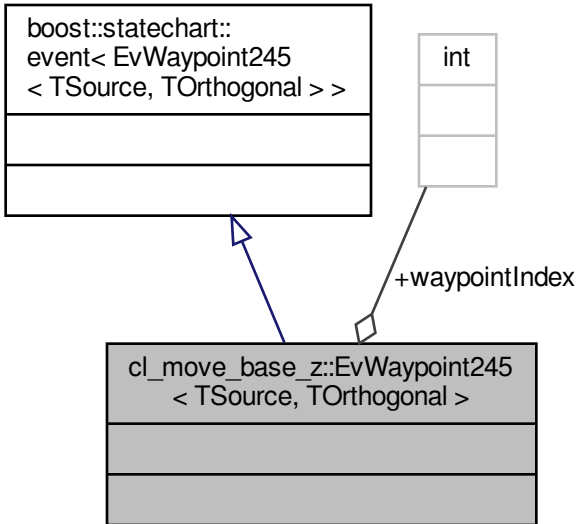 boost::statechart::
event< EvWaypoint245
< TSource, TOrthogonal > >
int
+waypointIndex
cl_move_base_z::EvWaypoint245
< TSource, TOrthogonal >